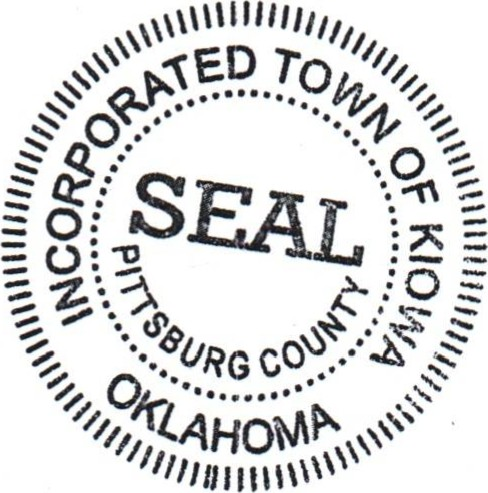 INCORPORATED TOWN OF KIOWA
SEAL
PITTSBURG COUNTY
OKLAHOMA